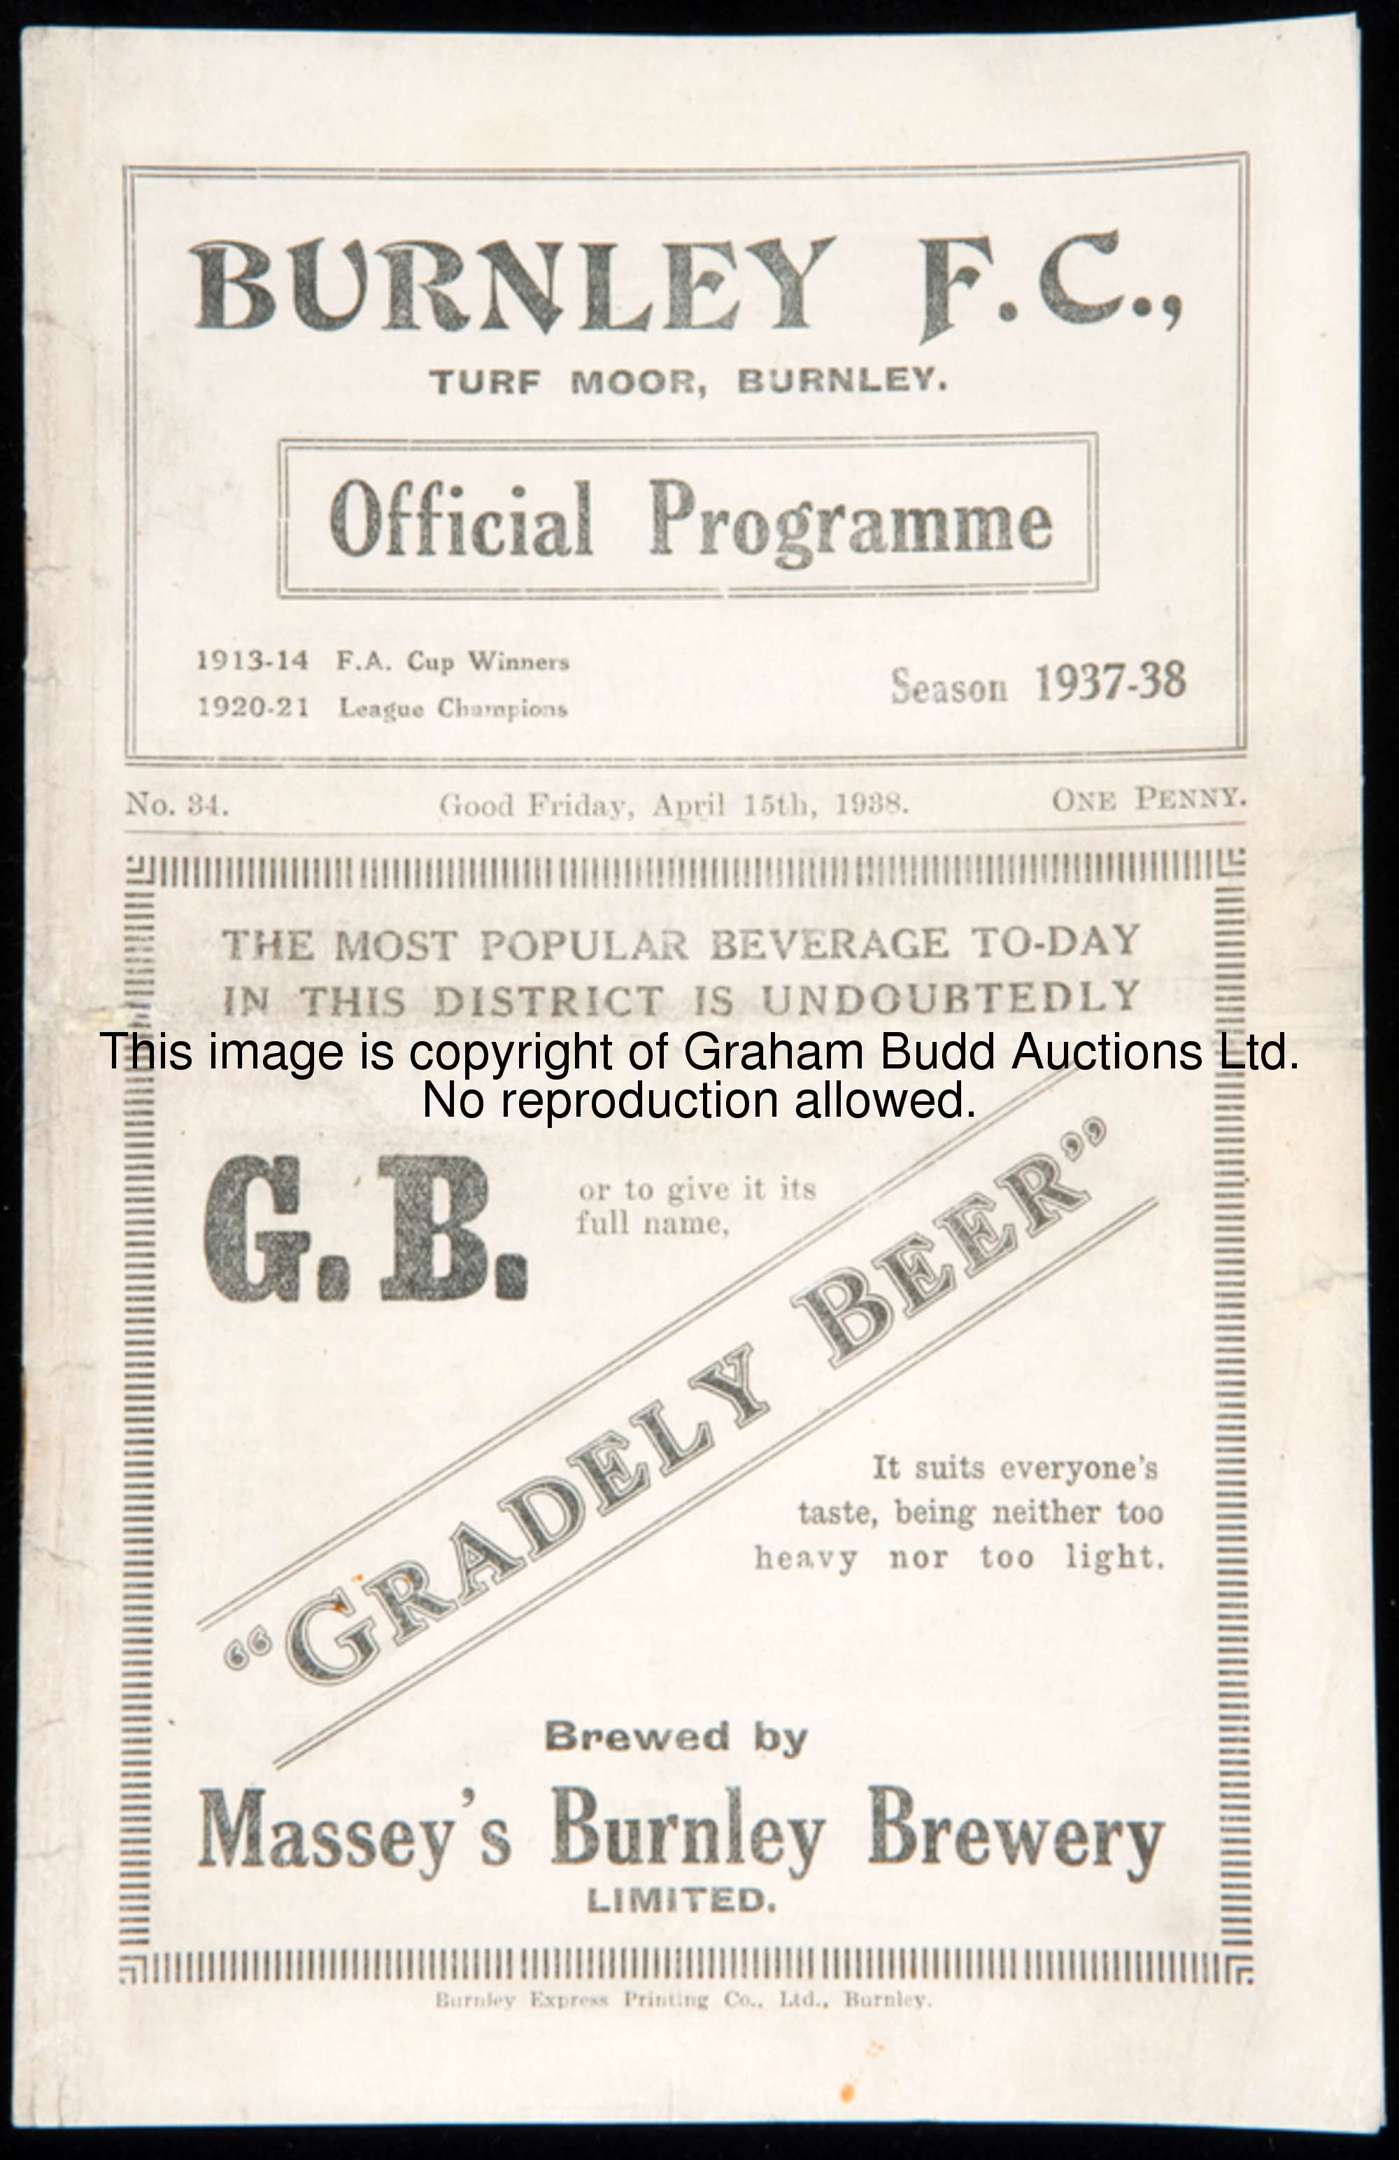 BURNLEY F.C.,
TURF MOOR, BURNLEY.
Official Programme
1913-14 F.A. Cup Winners
1920-21 League Champions
Season 1937-38
No. 34. Good Friday, April 15th, 1938. ONE PENNY.
THE MOST POPULAR BEVERAGE TO-DAY
IN THIS DISTRICT IS UNDOUBTEDLY
This image is copyright of Graham Budd Auctions Ltd.
No reproduction allowed.
G.B. or to give it its
full name,
“GRADELY BEER”
It suits everyone's
taste, being neither too
heavy nor too light.
Brewed by
Massey's Burnley Brewery
LIMITED.
Burnley Express Printing Co., Ltd., Burnley.